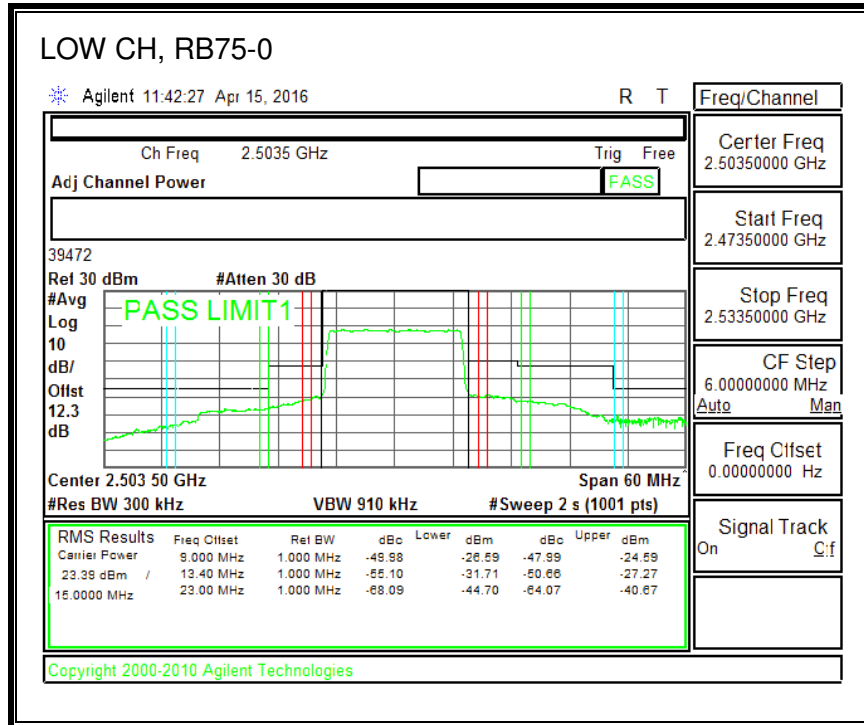 LOW CH, RB75-0
Agilent 11:42:27 Apr 15, 2016 R T
Freq/Channel
Ch Freq 2.5035 GHz Trig Free
Adj Channel Power PASS
Center Freq
2.50350000 GHz
Start Freq
2.47350000 GHz
Stop Freq
2.53350000 GHz
CF Step
6.00000000 MHz
Auto Man
Freq Offset
0.00000000 Hz
Signal Track
On Off
39472
Ref 30 dBm #Atten 30 dB
#Avg
Log
10
dB/
Offst
12.3
dB
PASS LIMIT1
Center 2.503 50 GHz Span 60 MHz
#Res BW 300 kHz VBW 910 kHz #Sweep 2 s (1001 pts)
RMS Results Freq Offset Ref BW dBc Lower dBm dBc Upper dBm
Carrier Power 9.000 MHz 1.000 MHz -49.98 -26.59 -47.99 -24.59
23.39 dBm / 13.40 MHz 1.000 MHz -55.10 -31.71 -50.66 -27.27
15.0000 MHz 23.00 MHz 1.000 MHz -68.09 -44.70 -64.07 -40.67
Copyright 2000-2010 Agilent Technologies